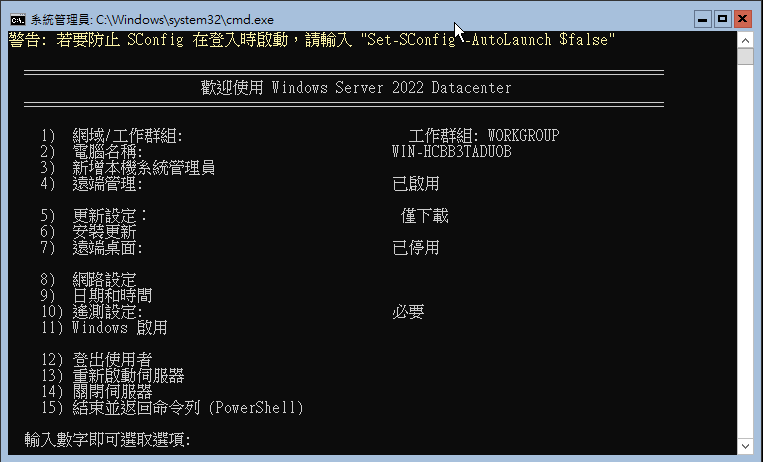 系統管理員: C:\Windows\system32\cmd.exe
警告: 若要防止 SConfig 在登入時啟動，請輸入 "Set-SConfig -AutoLaunch $false"
歡迎使用 Windows Server 2022 Datacenter
1) 網域/工作群組: 工作群組: WORKGROUP
2) 電腦名稱: WIN-HCBB3TADUOB
3) 新增本機系統管理員
4) 遠端管理: 已啟用
5) 更新設定： 僅下載
6) 安裝更新
7) 遠端桌面: 已停用
8) 網路設定
9) 日期和時間
10) 遙測設定: 必要
11) Windows 啟用
12) 登出使用者
13) 重新啟動伺服器
14) 關閉伺服器
15) 結束並返回命令列 (PowerShell)
輸入數字即可選取選項: